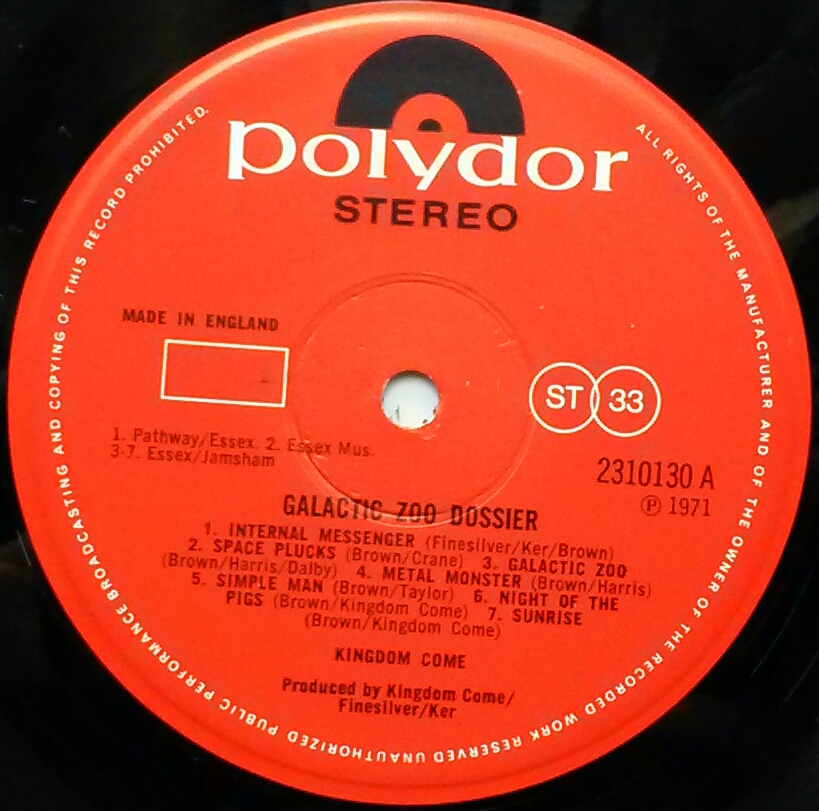 polydor
STEREO
ALL RIGHTS OF THE MANUFACTURER AND OF THE OWNER OF THE RECORDED WORK RESERVED UNAUTHORIZED PUBLIC PERFORMANCE BROADCASTING AND COPYING OF THIS RECORD PROHIBITED.
MADE IN ENGLAND
ST 33
1. Pathway/Essex. 2. Essex Mus.
3-7. Essex/Jamsham
2310130 A
Ⓟ 1971
GALACTIC ZOO DOSSIER
1. INTERNAL MESSENGER (Finesilver/Ker/Brown)
2. SPACE PLUCKS (Brown/Crane) 3. GALACTIC ZOO
(Brown/Harris/Dalby) 4. METAL MONSTER (Brown/Harris)
5. SIMPLE MAN (Brown/Taylor) 6. NIGHT OF THE
PIGS (Brown/Kingdom Come) 7. SUNRISE
(Brown/Kingdom Come)
KINGDOM COME
Produced by Kingdom Come/
Finesilver/Ker